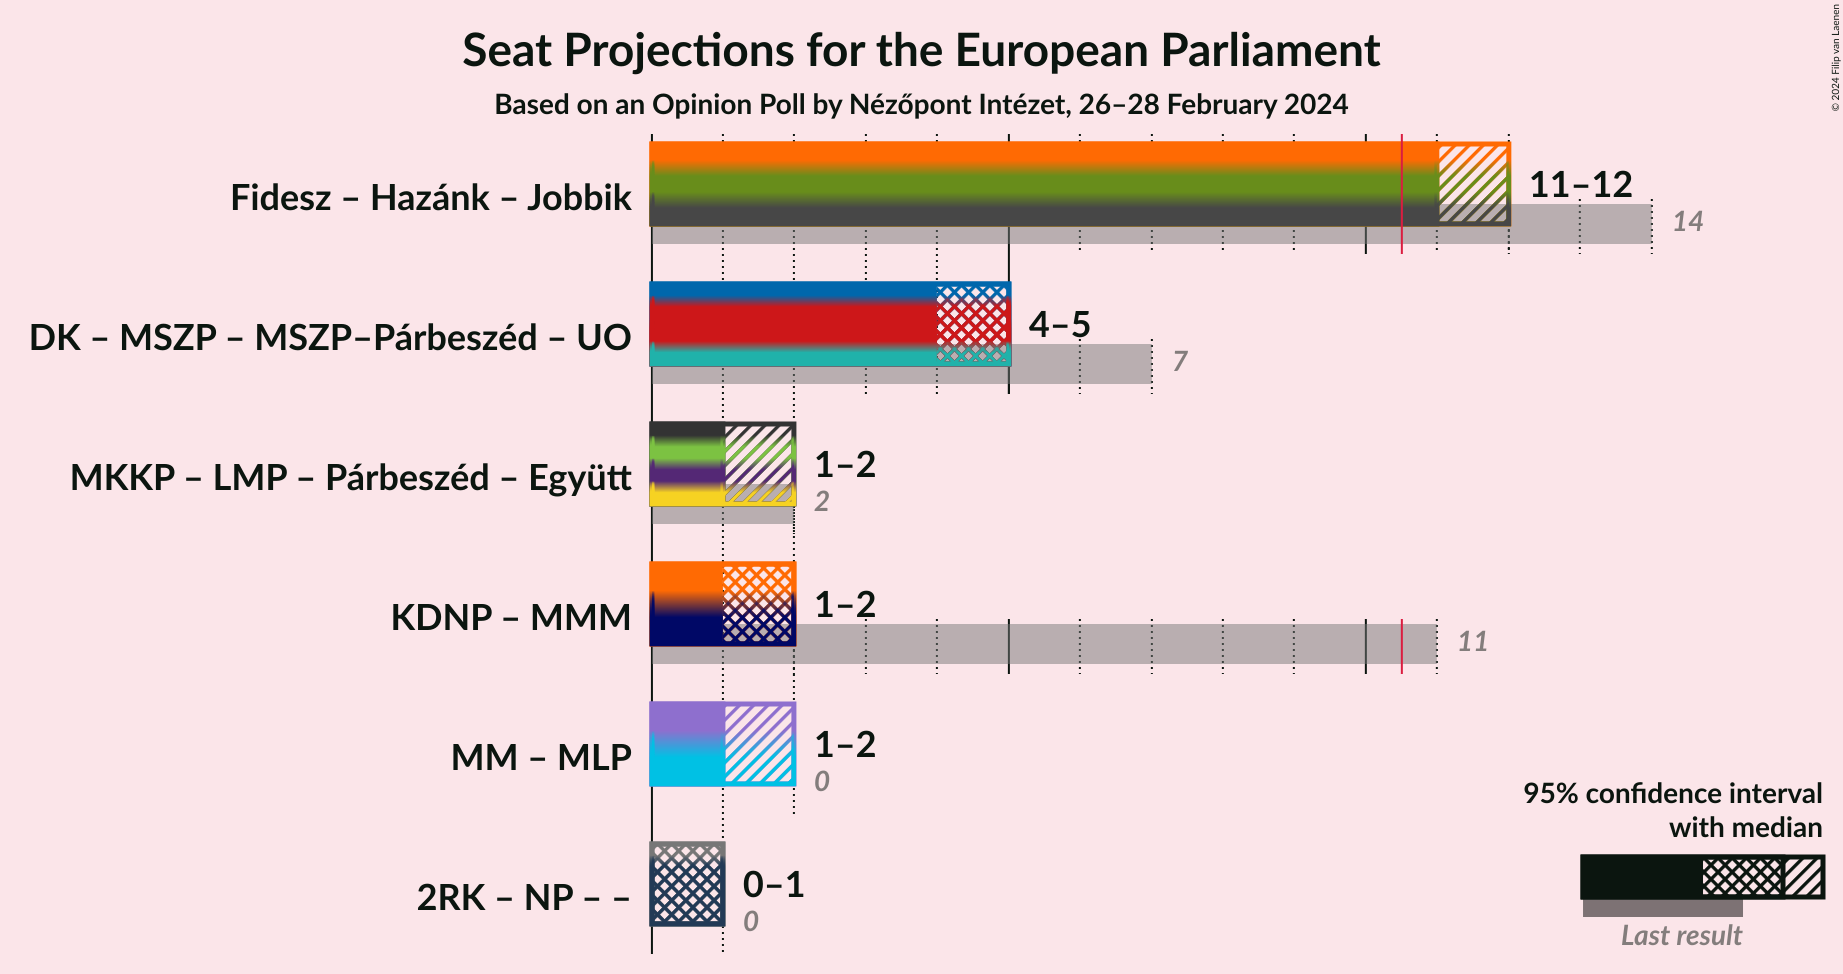 Seat Projections for the European Parliament
Based on an Opinion Poll by Nézőpont Intézet, 26–28 February 2024
© 2024 Filip van Laenen
Fidesz – Hazánk – Jobbik
11–12
14
DK – MSZP – MSZP–Párbeszéd – UO
4–5
7
MKKP – LMP – Párbeszéd – Együtt
1–2
2
KDNP – MMM
1–2
11
MM – MLP
1–2
0
2RK – NP – –
0–1
0
95% confidence interval
with median
Last result